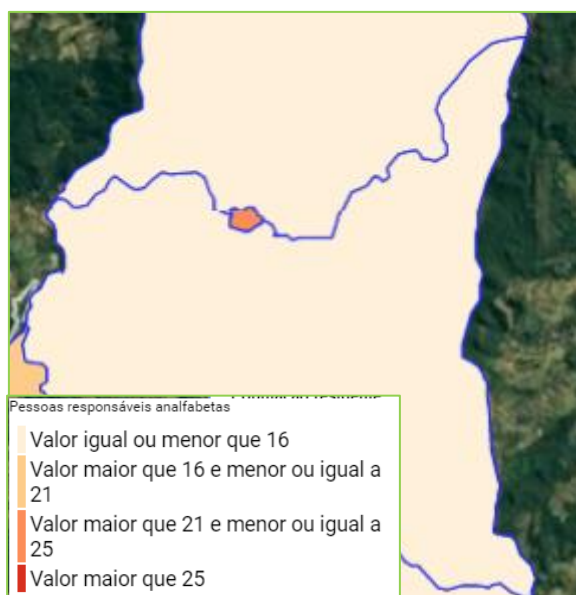 Pessoas responsáveis analfabetas
Valor igual ou menor que 16
Valor maior que 16 e menor ou igual a
21
Valor maior que 21 e menor ou igual a
25
Valor maior que 25